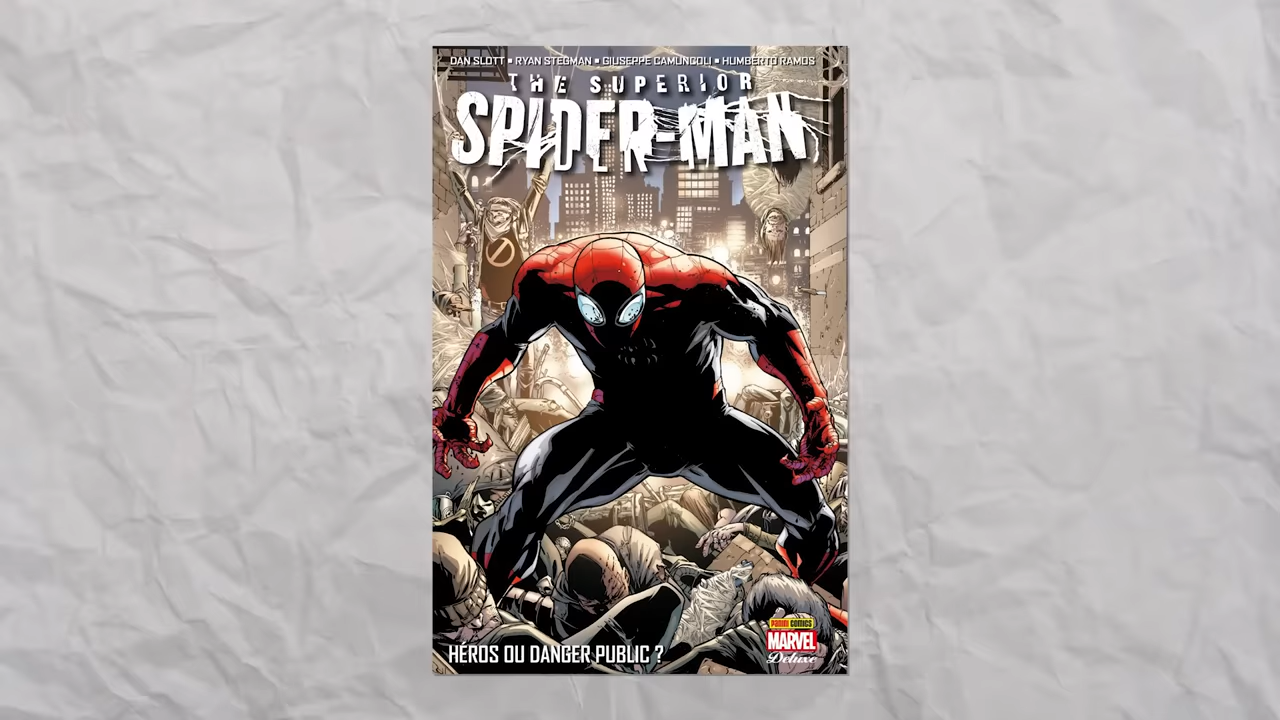 DAN SLOTT ▪ RYAN STEGMAN ▪ GIUSEPPE CAMUNCOLI ▪ HUMBERTO RAMOS
THE SUPERIOR
SPIDER-MAN
HÉROS OU DANGER PUBLIC ?
PANINI COMICS
MARVEL
Deluxe